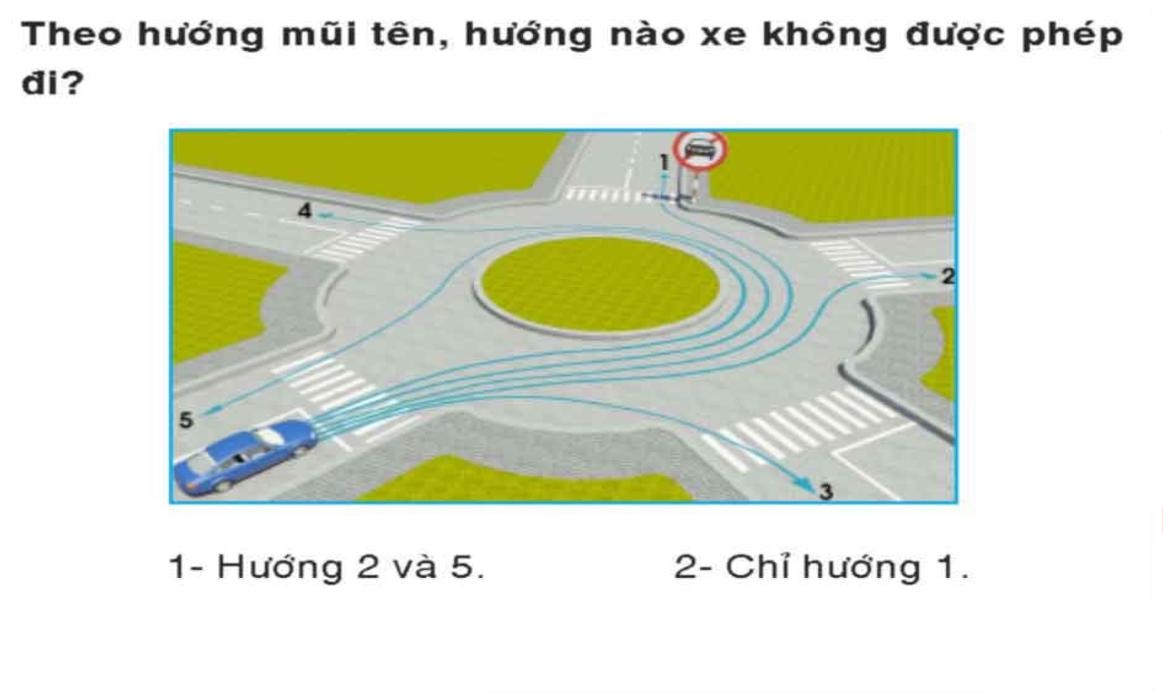 Theo hướng mũi tên, hướng nào xe không được phép
đi?
1
4
2
5
3
1- Hướng 2 và 5.
2- Chỉ hướng 1.